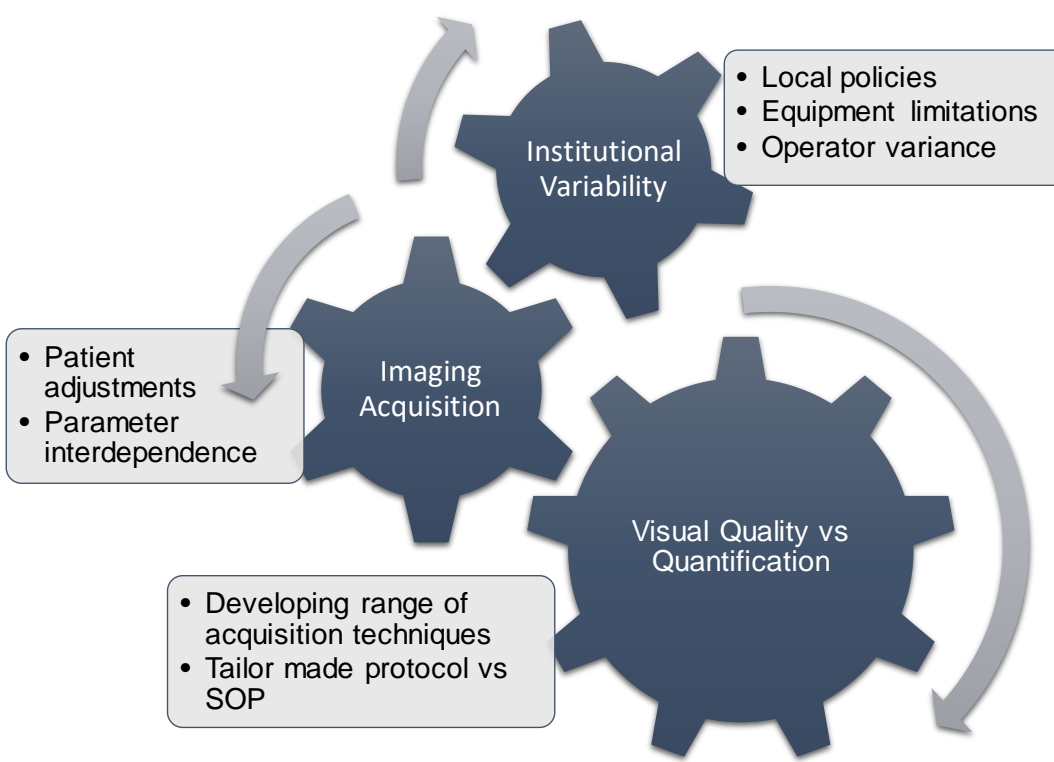 Institutional
Variability
• Local policies
• Equipment limitations
• Operator variance
Imaging
Acquisition
• Patient
adjustments
• Parameter
interdependence
Visual Quality vs
Quantification
• Developing range of
acquisition techniques
• Tailor made protocol vs
SOP